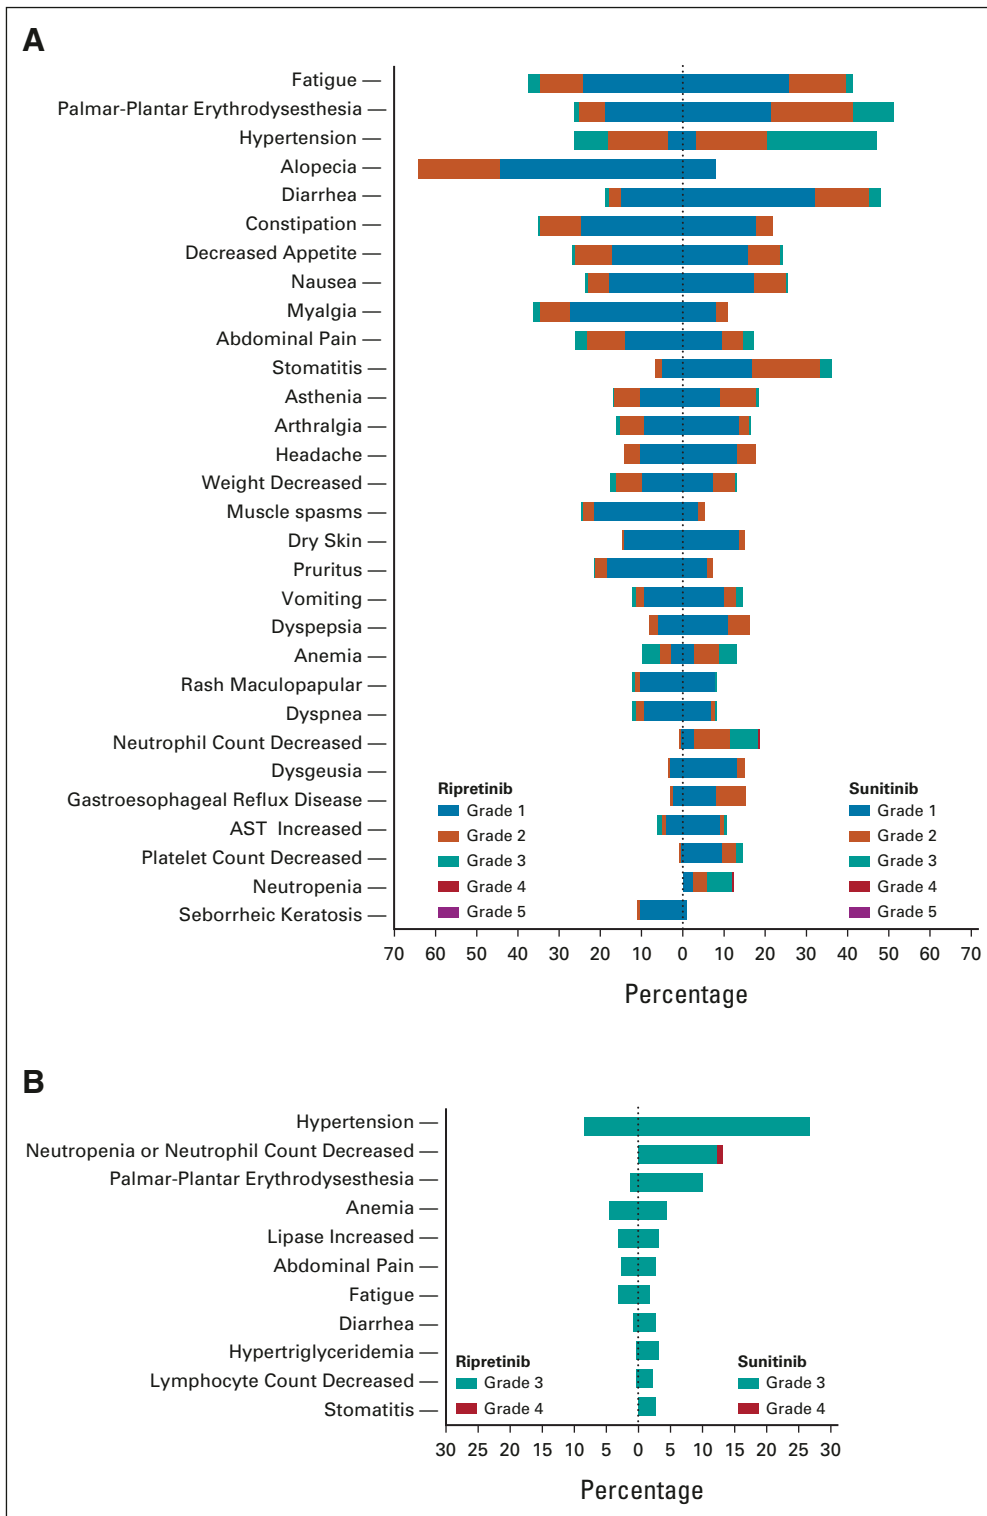 A
Fatigue
Palmar-Plantar Erythrodysesthesia
Hypertension
Alopecia
Diarrhea
Constipation
Decreased Appetite
Nausea
Myalgia
Abdominal Pain
Stomatitis
Asthenia
Arthralgia
Headache
Weight Decreased
Muscle spasms
Dry Skin
Pruritus
Vomiting
Dyspepsia
Anemia
Rash Maculopapular
Dyspnea
Neutrophil Count Decreased
Dysgeusia
Gastroesophageal Reflux Disease
AST Increased
Platelet Count Decreased
Neutropenia
Seborrheic Keratosis
Ripretinib
Grade 1
Grade 2
Grade 3
Grade 4
Grade 5
Sunitinib
Grade 1
Grade 2
Grade 3
Grade 4
Grade 5
70 60 50 40 30 20 10 0 10 20 30 40 50 60 70
Percentage
B
Hypertension
Neutropenia or Neutrophil Count Decreased
Palmar-Plantar Erythrodysesthesia
Anemia
Lipase Increased
Abdominal Pain
Fatigue
Diarrhea
Hypertriglyceridemia
Lymphocyte Count Decreased
Stomatitis
Ripretinib
Grade 3
Grade 4
Sunitinib
Grade 3
Grade 4
30 25 20 15 10 5 0 5 10 15 20 25 30
Percentage